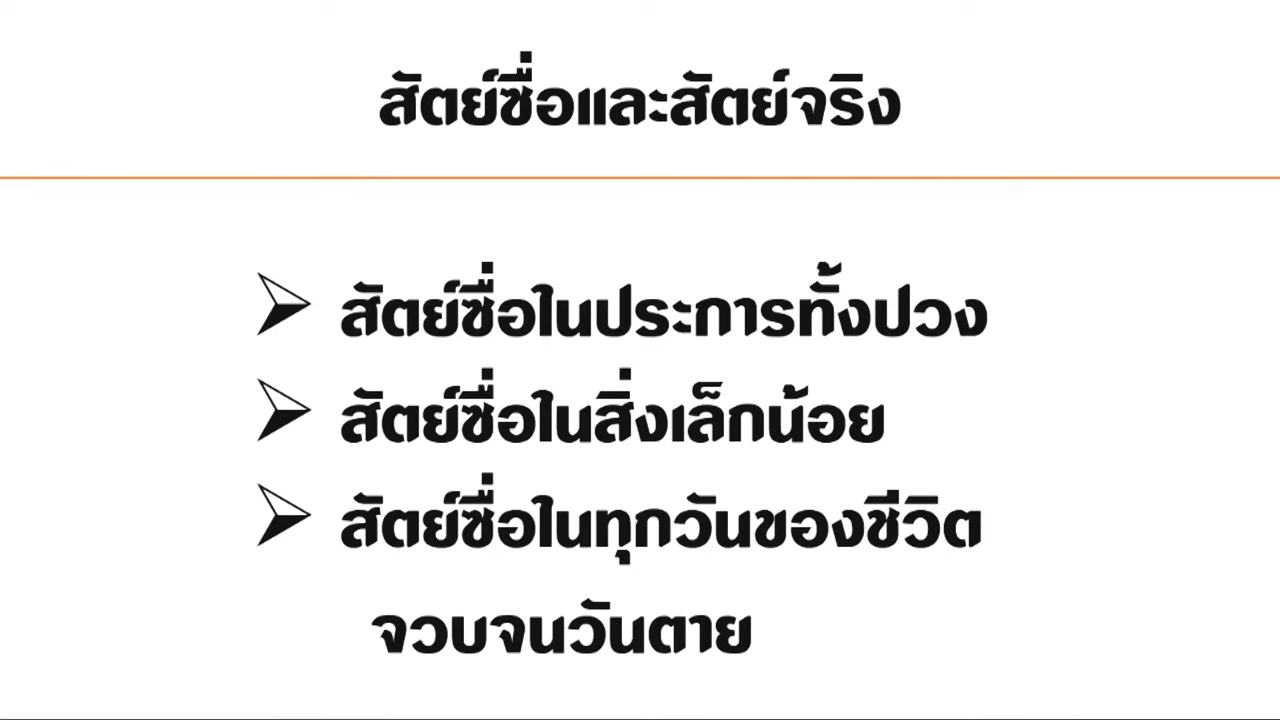 สัตย์ซื่อและสัตย์จริง
สัตย์ซื่อในประการทั้งปวง
สัตย์ซื่อในสิ่งเล็กน้อย
สัตย์ซื่อในทุกวันของชีวิต
จวบจนวันตาย